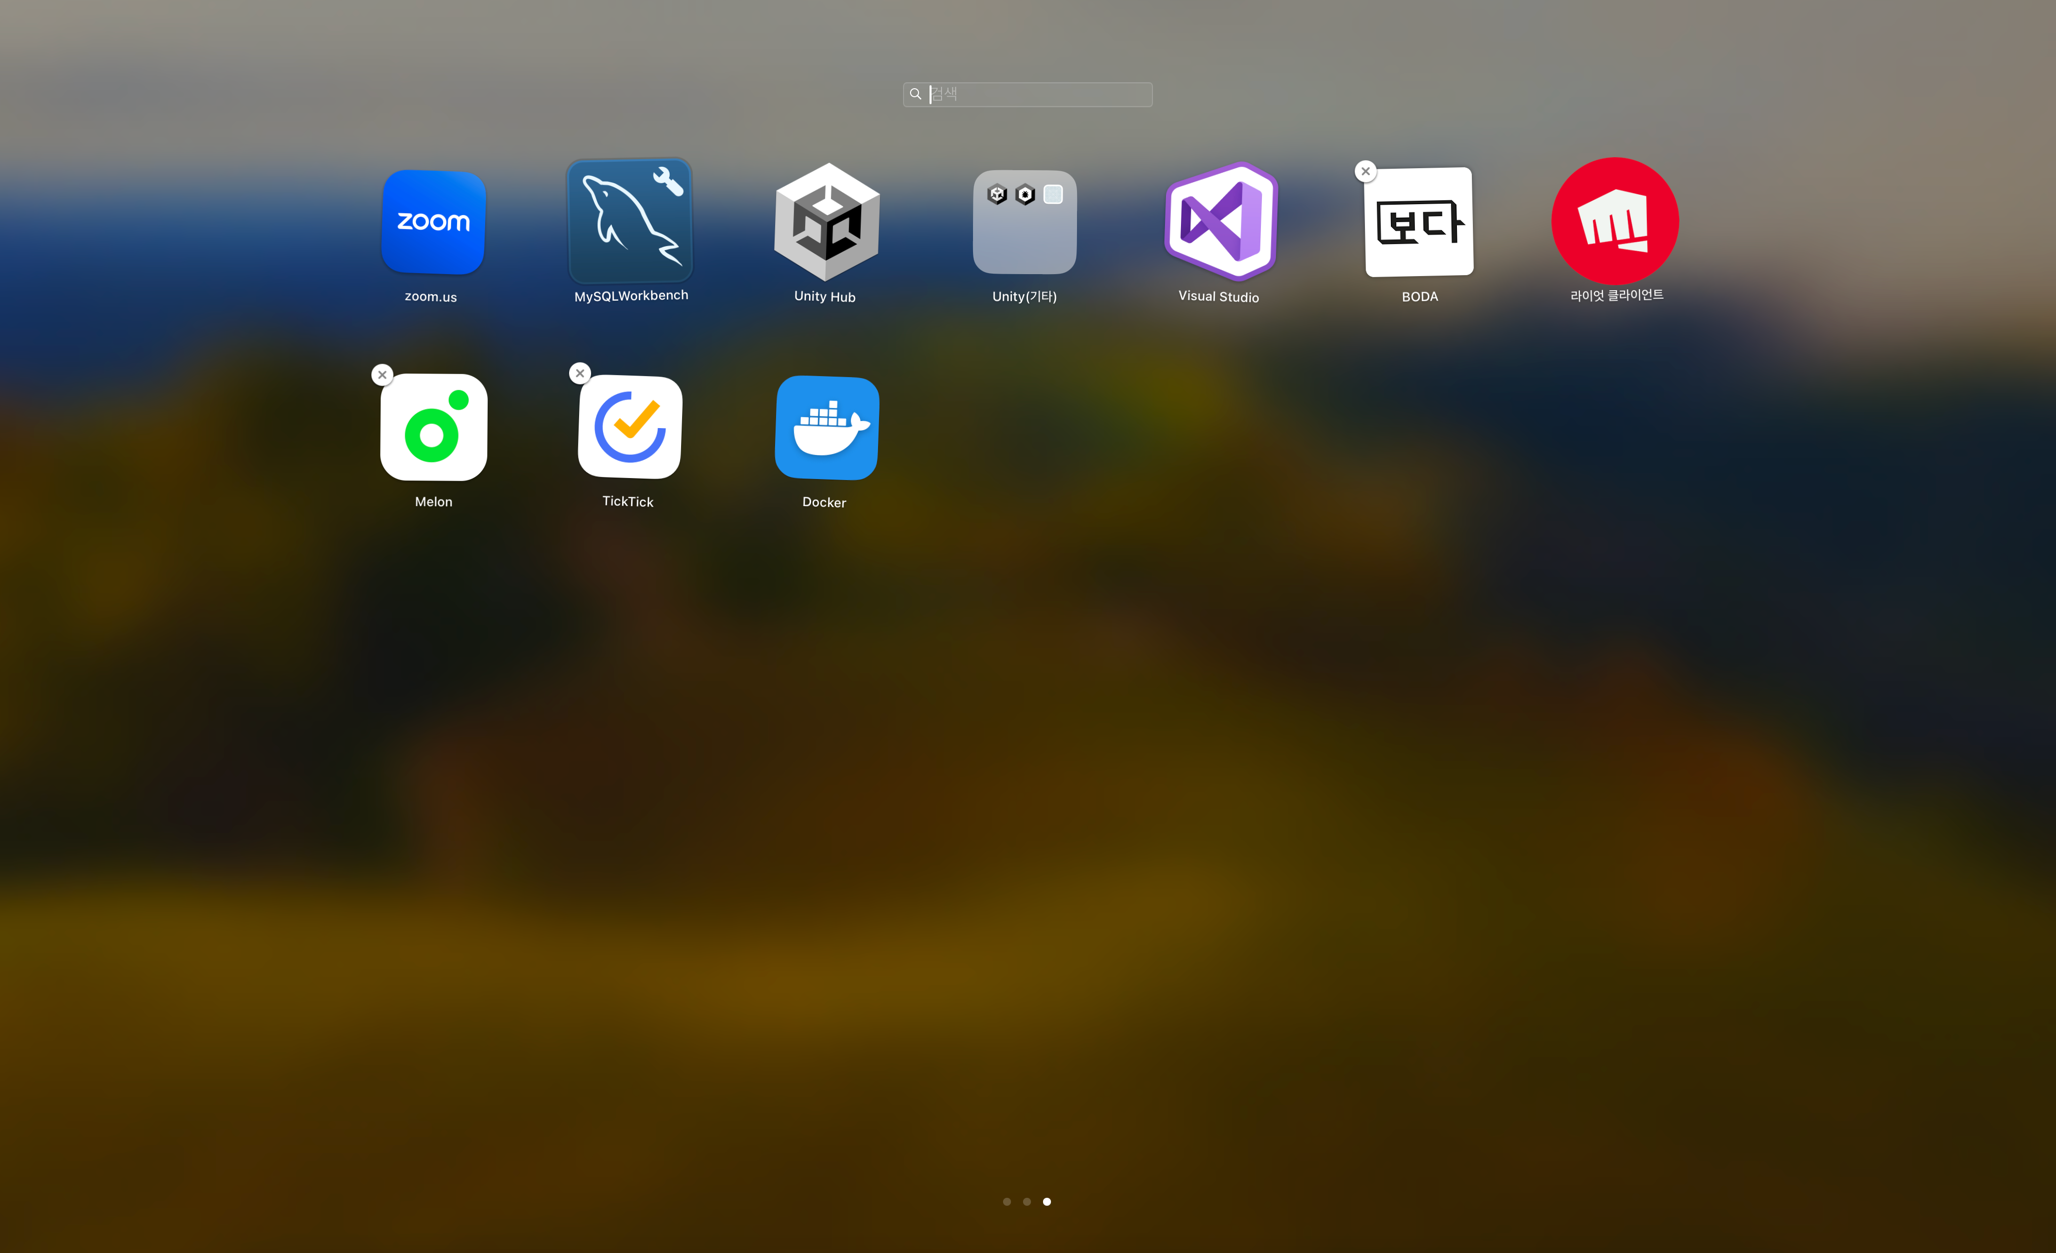 검색
zoom
보다
zoom.us
MySQLWorkbench
Unity Hub
Unity(기타)
Visual Studio
BODA
라이엇 클라이언트
Melon
TickTick
Docker